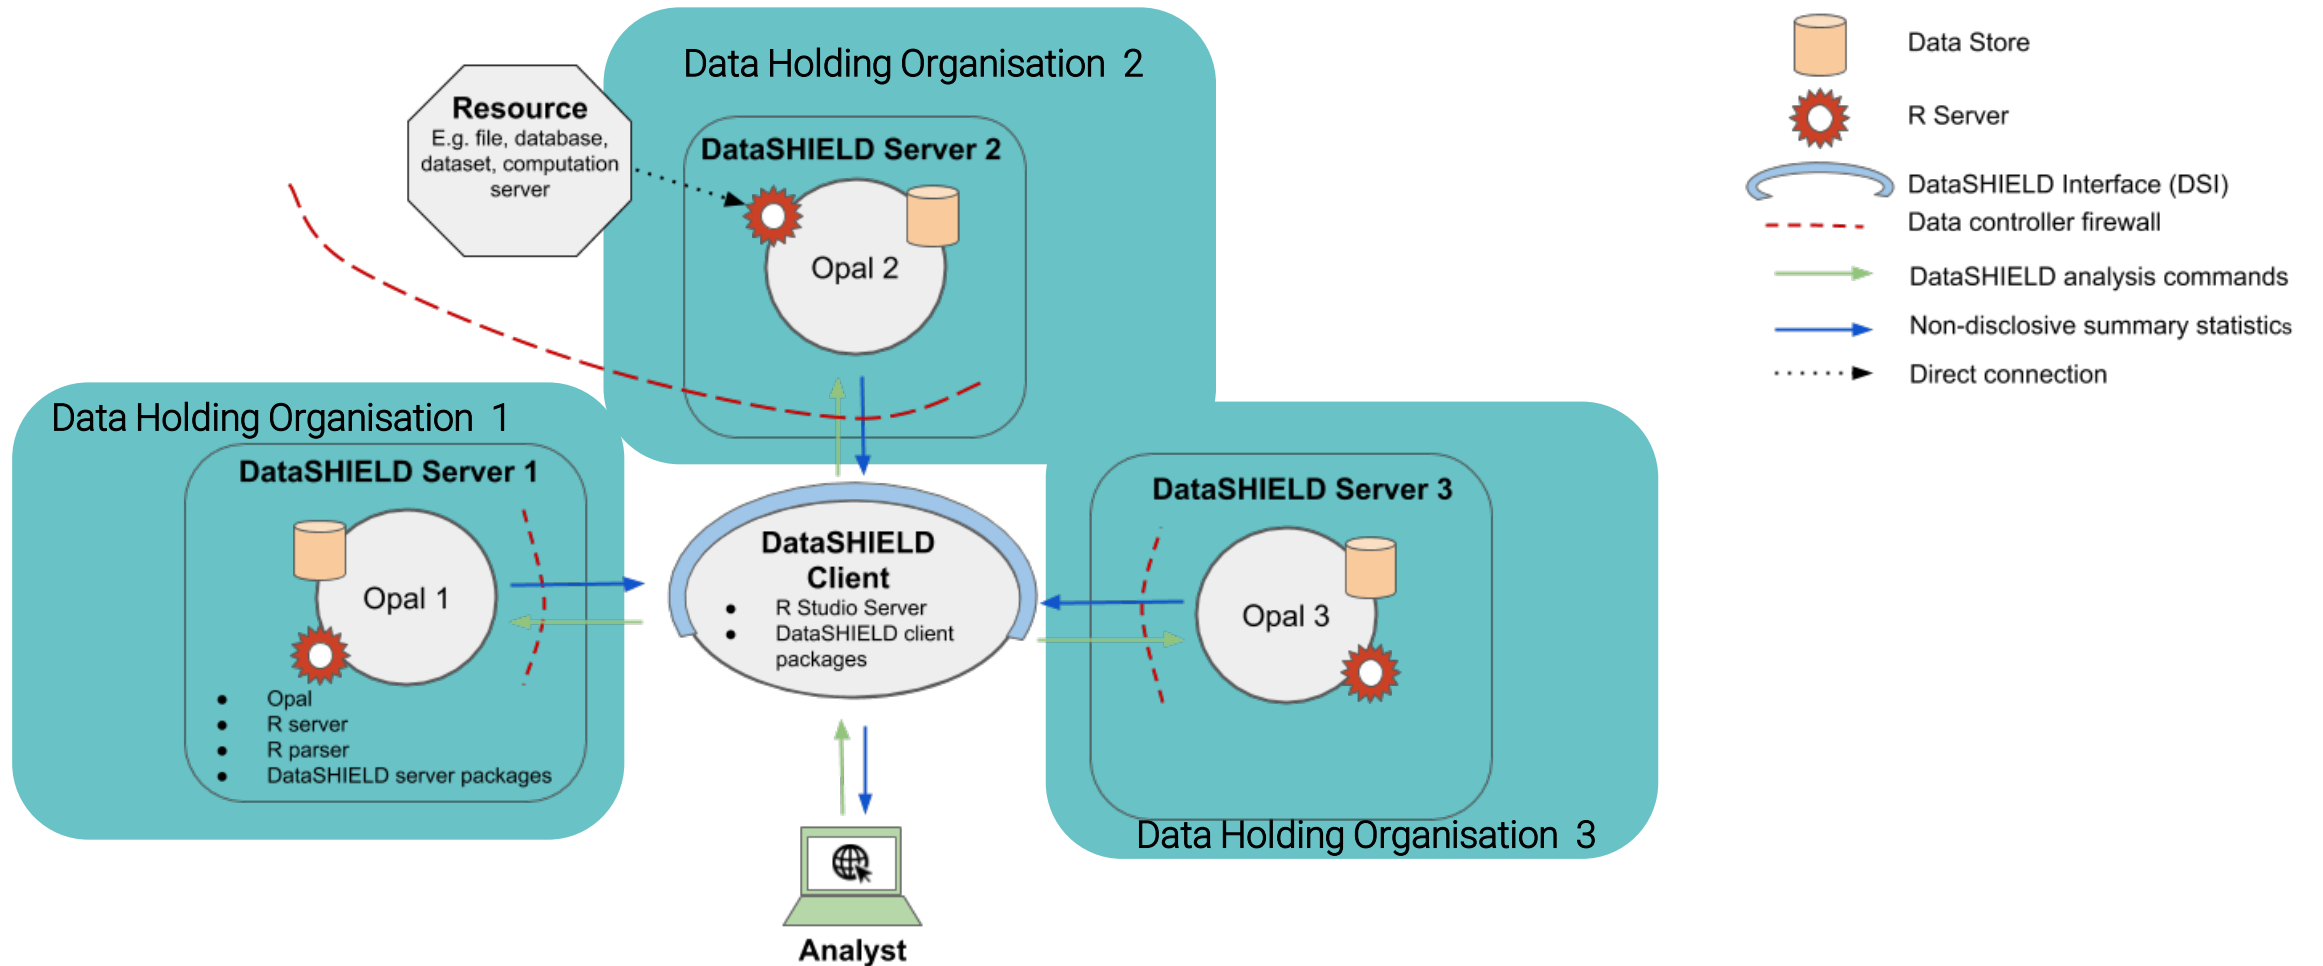 Data Holding Organisation 2
Resource
E.g. file, database,
dataset, computation
server
DataSHIELD Server 2
Opal 2
Data Holding Organisation 1
DataSHIELD Server 1
Opal 1
● Opal
● R server
● R parser
● DataSHIELD server packages
DataSHIELD
Client
● R Studio Server
● DataSHIELD client
packages
DataSHIELD Server 3
Opal 3
Data Holding Organisation 3
Analyst
Data Store
R Server
DataSHIELD Interface (DSI)
Data controller firewall
DataSHIELD analysis commands
Non-disclosive summary statistics
Direct connection